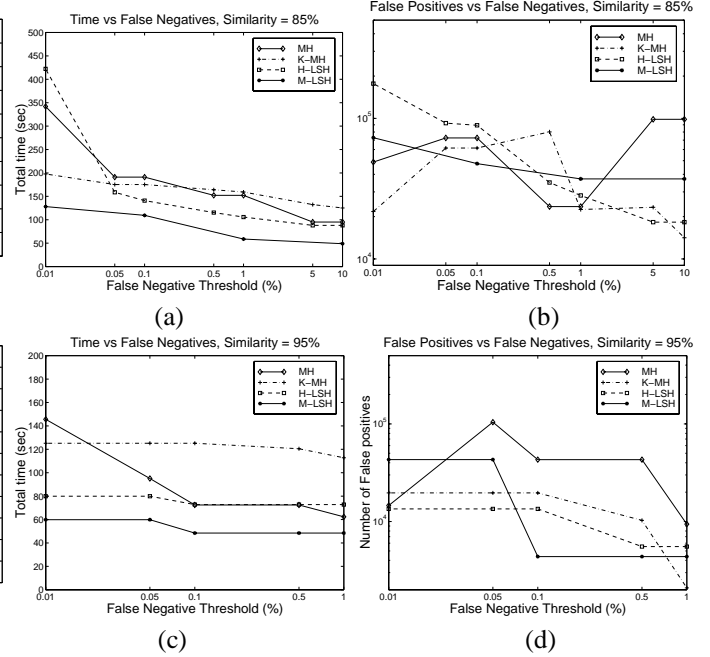 Time vs False Negatives, Similarity = 85%
500
450
400
350
300
250
200
150
100
50
0
Total time (sec)
MH
K−MH
H−LSH
M−LSH
0.01 0.05 0.1 0.5 1 5 10
False Negative Threshold (%)
(a)
False Positives vs False Negatives, Similarity = 85%
10^5
10^4
MH
K−MH
H−LSH
M−LSH
0.01 0.05 0.1 0.5 1 5 10
False Negative Threshold (%)
(b)
Time vs False Negatives, Similarity = 95%
200
180
160
140
120
100
80
60
40
20
0
Total time (sec)
MH
K−MH
H−LSH
M−LSH
0.01 0.05 0.1 0.5 1
False Negative Threshold (%)
(c)
False Positives vs False Negatives, Similarity = 95%
10^5
10^4
Number of False positives
MH
K−MH
H−LSH
M−LSH
0.01 0.05 0.1 0.5 1
False Negative Threshold (%)
(d)